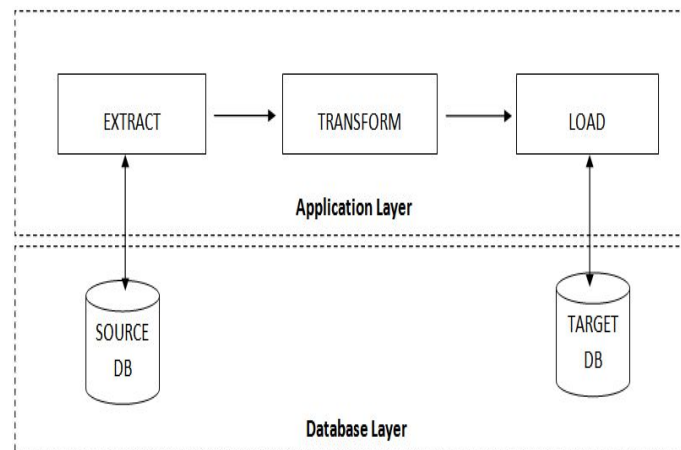 EXTRACT
TRANSFORM
LOAD
Application Layer
SOURCE
DB
TARGET
DB
Database Layer